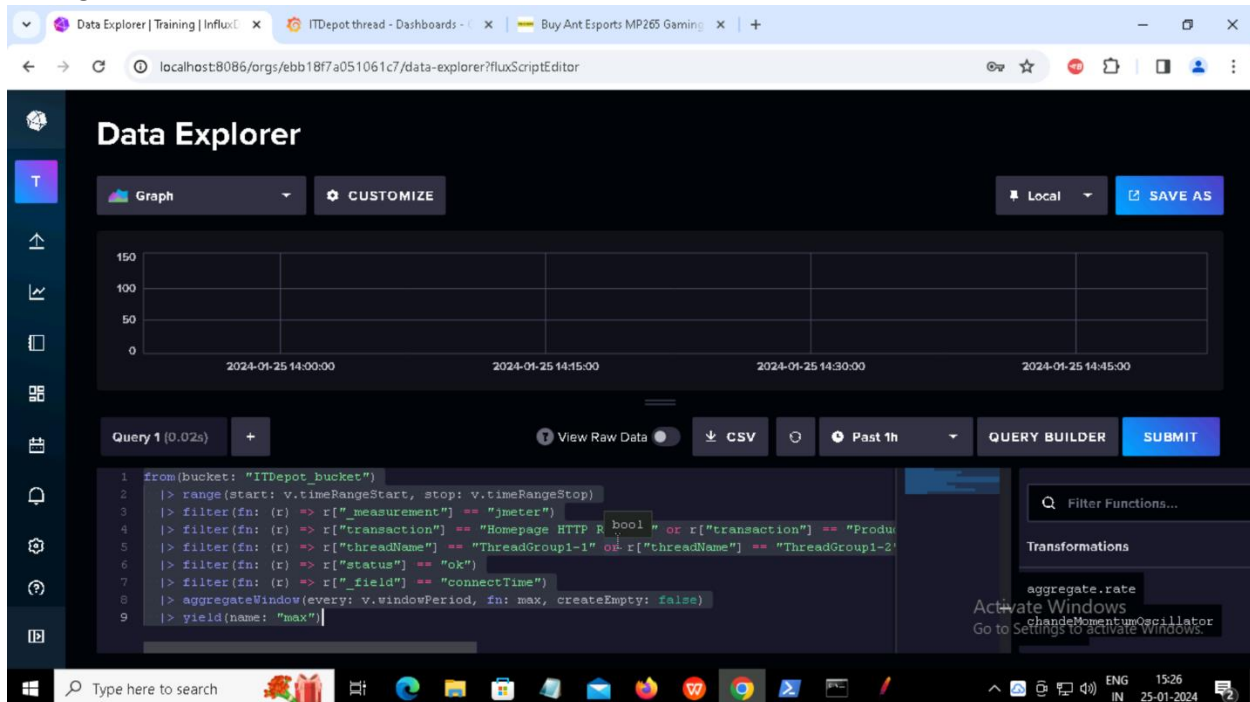 Data Explorer | Training | InfluxD
ITDepot thread - Dashboards - G
Buy Ant Esports MP265 Gaming
localhost:8086/orgs/ebb18f7a051061c7/data-explorer?fluxScriptEditor
Data Explorer
T
Graph
CUSTOMIZE
Local
SAVE AS
150
100
50
0
2024-01-25 14:00:00
2024-01-25 14:15:00
2024-01-25 14:30:00
2024-01-25 14:45:00
Query 1 (0.02s)
+
View Raw Data
CSV
Past 1h
QUERY BUILDER
SUBMIT
1 from(bucket: "ITDepot_bucket")
2 |> range(start: v.timeRangeStart, stop: v.timeRangeStop)
3 |> filter(fn: (r) => r["_measurement"] == "jmeter")
4 |> filter(fn: (r) => r["transaction"] == "Homepage HTTP R " or r["transaction"] == "Produ
bool
5 |> filter(fn: (r) => r["threadName"] == "ThreadGroup1-1" or r["threadName"] == "ThreadGroup1-2"
6 |> filter(fn: (r) => r["status"] == "ok")
7 |> filter(fn: (r) => r["_field"] == "connectTime")
8 |> aggregateWindow(every: v.windowPeriod, fn: max, createEmpty: false)
9 |> yield(name: "max")
Filter Functions...
Transformations
aggregate.rate
chandeMomentumOscillator
Activate Windows
Go to Settings to activate Windows.
Type here to search
ENG
IN
15:26
25-01-2024
2